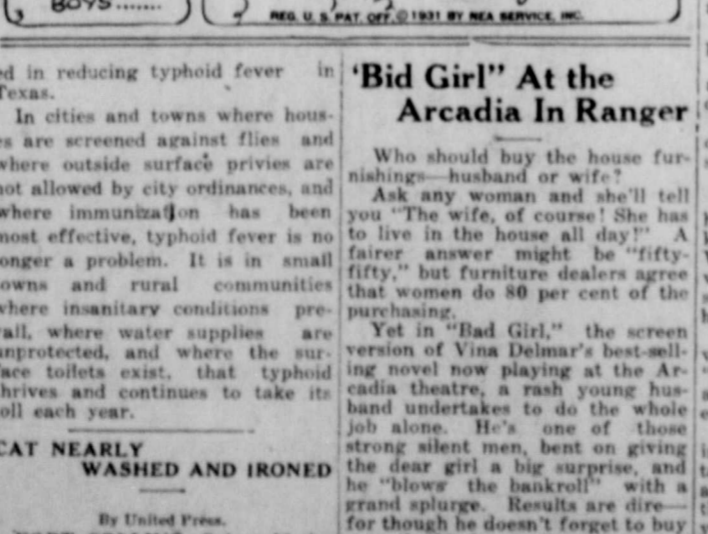 BOYS.......
REG. U. S. PAT. OFF. © 1931 BY NEA SERVICE, INC.
ed in reducing typhoid fever in
Texas.
In cities and towns where hous-
es are screened against flies and
where outside surface privies are
not allowed by city ordinances, and
where immunization has been
most effective, typhoid fever is no
longer a problem. It is in small
towns and rural communities
where insanitary conditions pre-
vail, where water supplies are
unprotected, and where the sur-
face toilets exist, that typhoid
thrives and continues to take its
toll each year.
CAT NEARLY
WASHED AND IRONED
By United Press.
'Bid Girl" At the
Arcadia In Ranger
Who should buy the house fur-
nishings—husband or wife?
Ask any woman and she'll tell
you "The wife, of course! She has
to live in the house all day!" A
fairer answer might be "fifty-
fifty," but furniture dealers agree
that women do 80 per cent of the
purchasing.
Yet in "Bad Girl," the screen
version of Vina Delmar's best-sell-
ing novel now playing at the Ar-
cadia theatre, a rash young hus-
band undertakes to do the whole
job alone. He's one of those
strong silent men, bent on giving
the dear girl a big surprise, and
he "blows the bankroll" with a
grand splurge. Results are dire—
for though he doesn't forget to buy